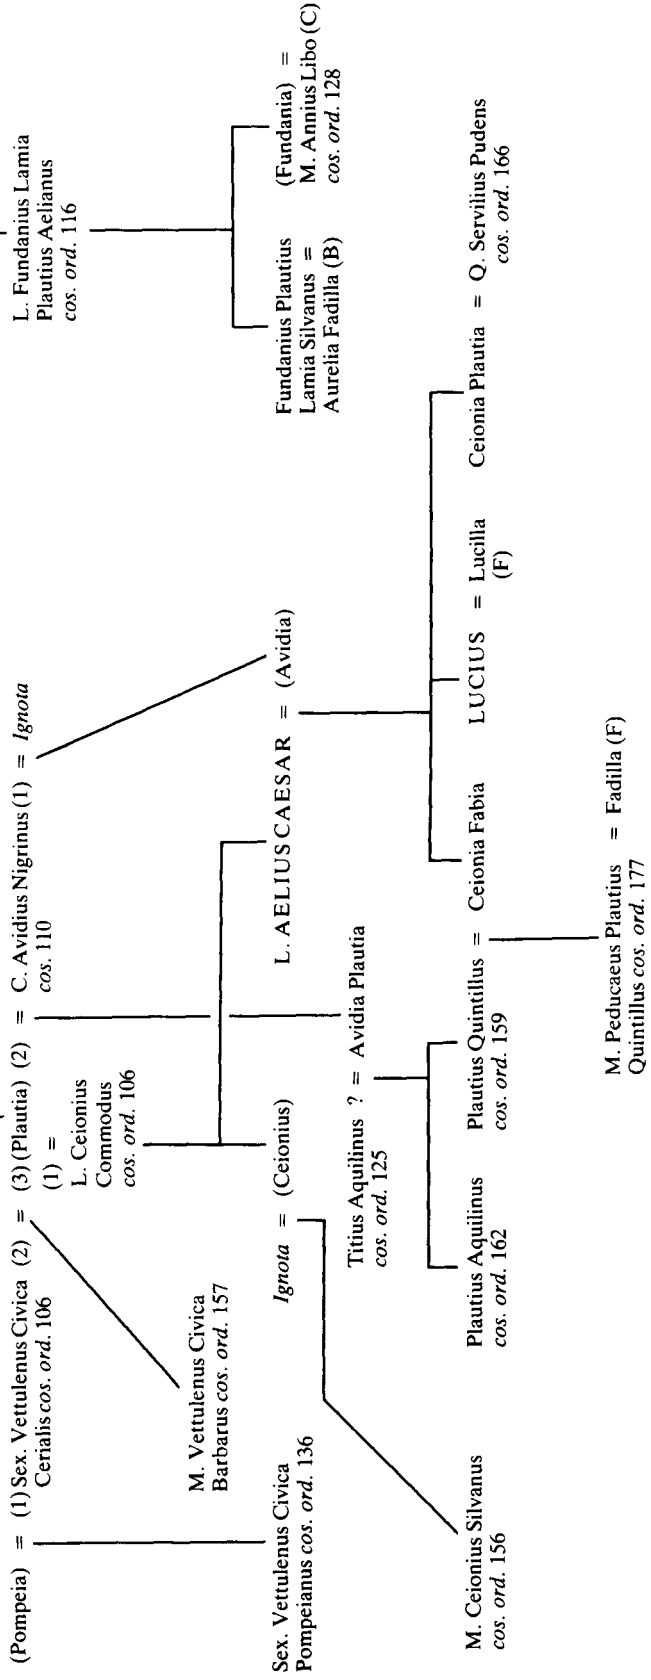 (Pompeia) = (1) Sex. Vettulenus Civica (2) = (3) (Plautia) (2) = C. Avidius Nigrinus (1) = Ignota
Cerialis cos. ord. 106
(1) =
cos. 110
L. Ceionius
Commodus
cos. ord. 106
L. Fundanius Lamia
Plautius Aelianus
cos. ord. 116
M. Vettulenus Civica
Barbarus cos. ord. 157
Sex. Vettulenus Civica
Pompeianus cos. ord. 136
Ignota = (Ceionius)
L. AELIUS CAESAR = (Avidia)
Fundanius Plautius
Lamia Silvanus =
Aurelia Fadilla (B)
(Fundania) =
M. Annius Libo (C)
cos. ord. 128
Titius Aquilinus ? = Avidia Plautia
cos. ord. 125
M. Ceionius Silvanus
cos. ord. 156
Plautius Aquilinus
cos. ord. 162
Plautius Quintillus = Ceionia Fabia
cos. ord. 159
LUCIUS = Lucilla
(F)
Ceionia Plautia = Q. Servilius Pudens
cos. ord. 166
M. Peducaeus Plautius = Fadilla (F)
Quintillus cos. ord. 177